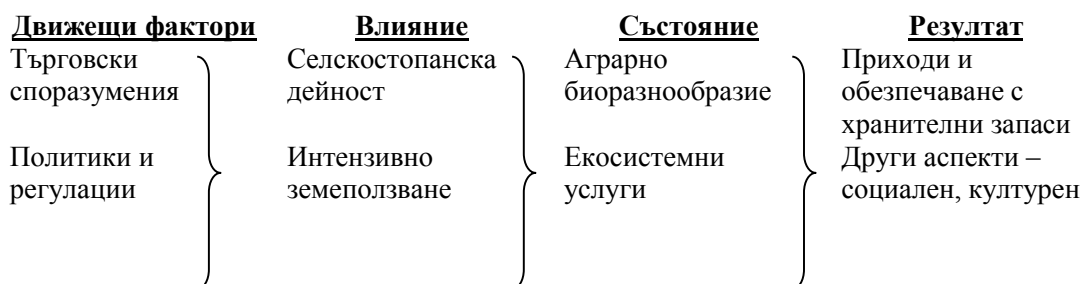 Движещи фактори
Търговски
споразумения
Политики и
регулации
Влияние
Селскостопанска
дейност
Интензивно
земеползване
Състояние
Аграрно
биоразнообразие
Екосистемни
услуги
Резултат
Приходи и
обезпечаване с
хранителни запаси
Други аспекти –
социален, културен